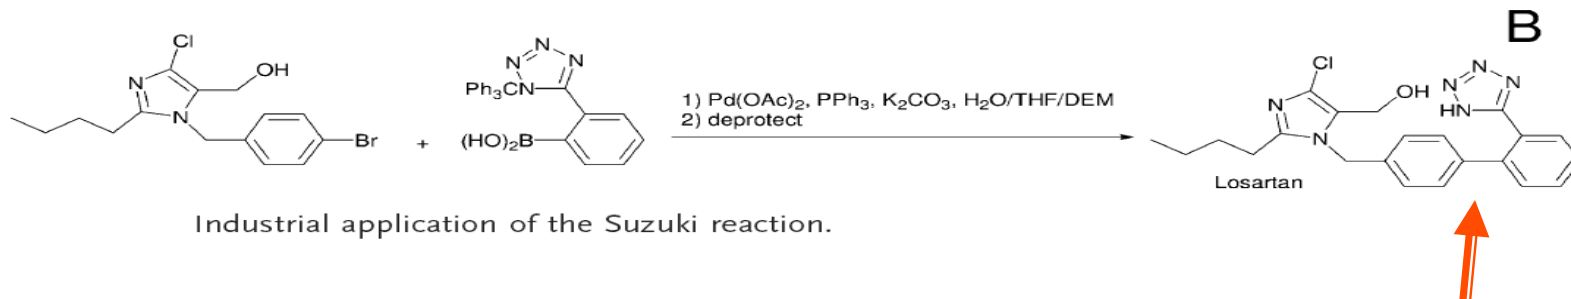 B
Cl
N
OH
N
Br
+
N
N
N
N
Ph₃C
(HO)₂B
1) Pd(OAc)₂, PPh₃, K₂CO₃, H₂O/THF/DEM
2) deprotect
Cl
N
OH
N
N
N
N
N
HN
Losartan
Industrial application of the Suzuki reaction.